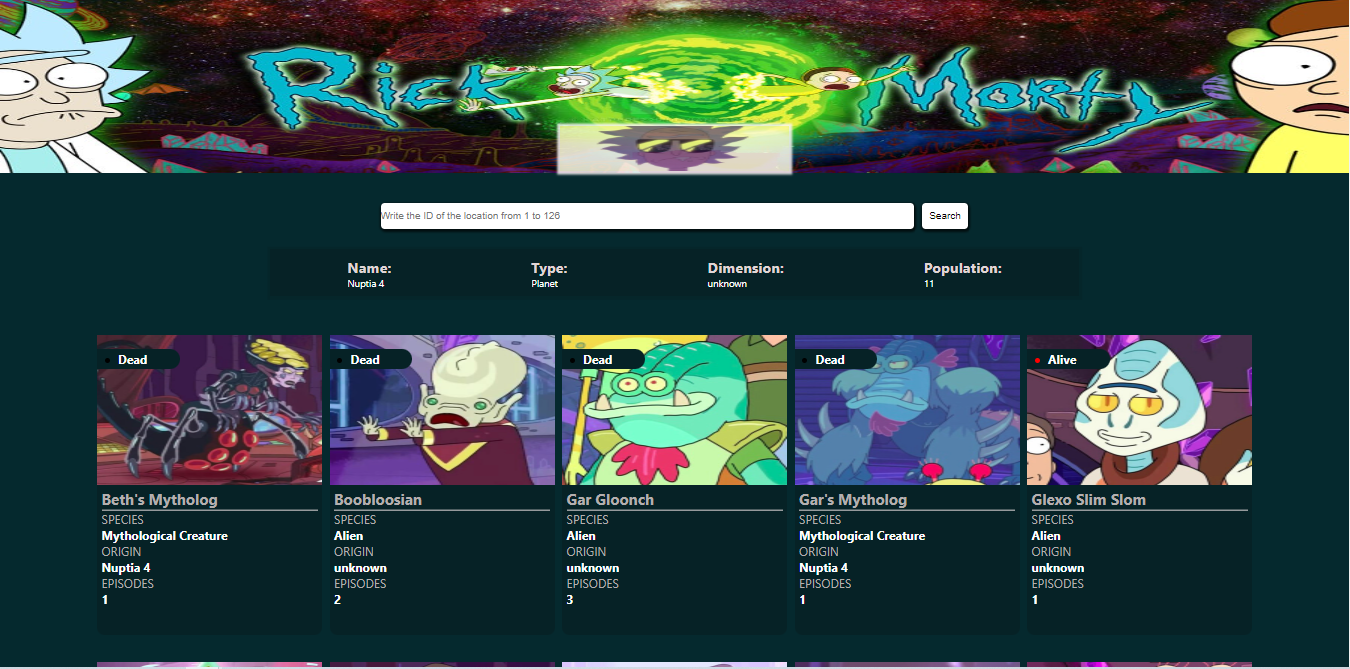 Rick Morty
Write the ID of the location from 1 to 126
Search
Name: Type: Dimension: Population:
Nuptia 4 Planet unknown 11
Dead Dead Dead Dead Alive
Beth's Mytholog Boobloosian Gar Gloonch Gar's Mytholog Glexo Slim Slom
SPECIES SPECIES SPECIES SPECIES SPECIES
Mythological Creature Alien Alien Mythological Creature Alien
ORIGIN ORIGIN ORIGIN ORIGIN ORIGIN
Nuptia 4 unknown unknown Nuptia 4 unknown
EPISODES EPISODES EPISODES EPISODES EPISODES
1 2 3 1 1